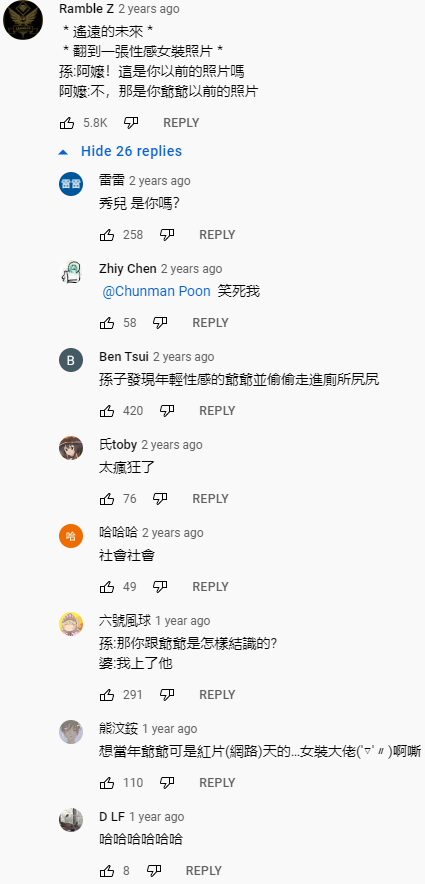 Ramble Z 2 years ago
* 遙遠的未來 *
* 翻到一張性感女裝照片 *
孫:阿嬤！這是你以前的照片嗎
阿嬤:不，那是你爺爺以前的照片
5.8K REPLY
Hide 26 replies
雷雷
雷雷 2 years ago
秀兒 是你嗎?
258 REPLY
Zhiy Chen 2 years ago
@Chunman Poon 笑死我
58 REPLY
B
Ben Tsui 2 years ago
孫子發現年輕性感的爺爺並偷偷走進廁所尻尻
420 REPLY
氏toby 2 years ago
太瘋狂了
76 REPLY
哈
哈哈哈 2 years ago
社會社會
49 REPLY
六號風球 1 year ago
孫:那你跟爺爺是怎樣結識的?
婆:我上了他
291 REPLY
熊汶銨 1 year ago
想當年爺爺可是紅片(網路)天的...女裝大佬('▿'〃)啊嘶
110 REPLY
D LF 1 year ago
哈哈哈哈哈哈
8 REPLY